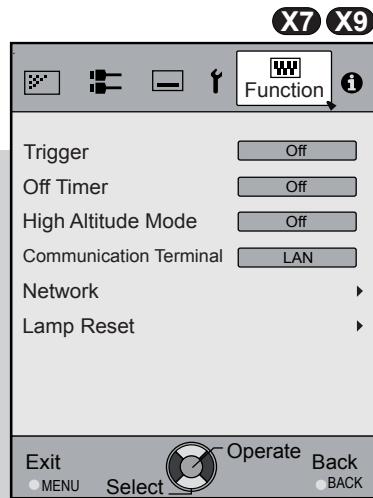 X7 X9
Function
Trigger Off
Off Timer Off
High Altitude Mode Off
Communication Terminal LAN
Network
Lamp Reset
Exit Operate Back
MENU Select BACK